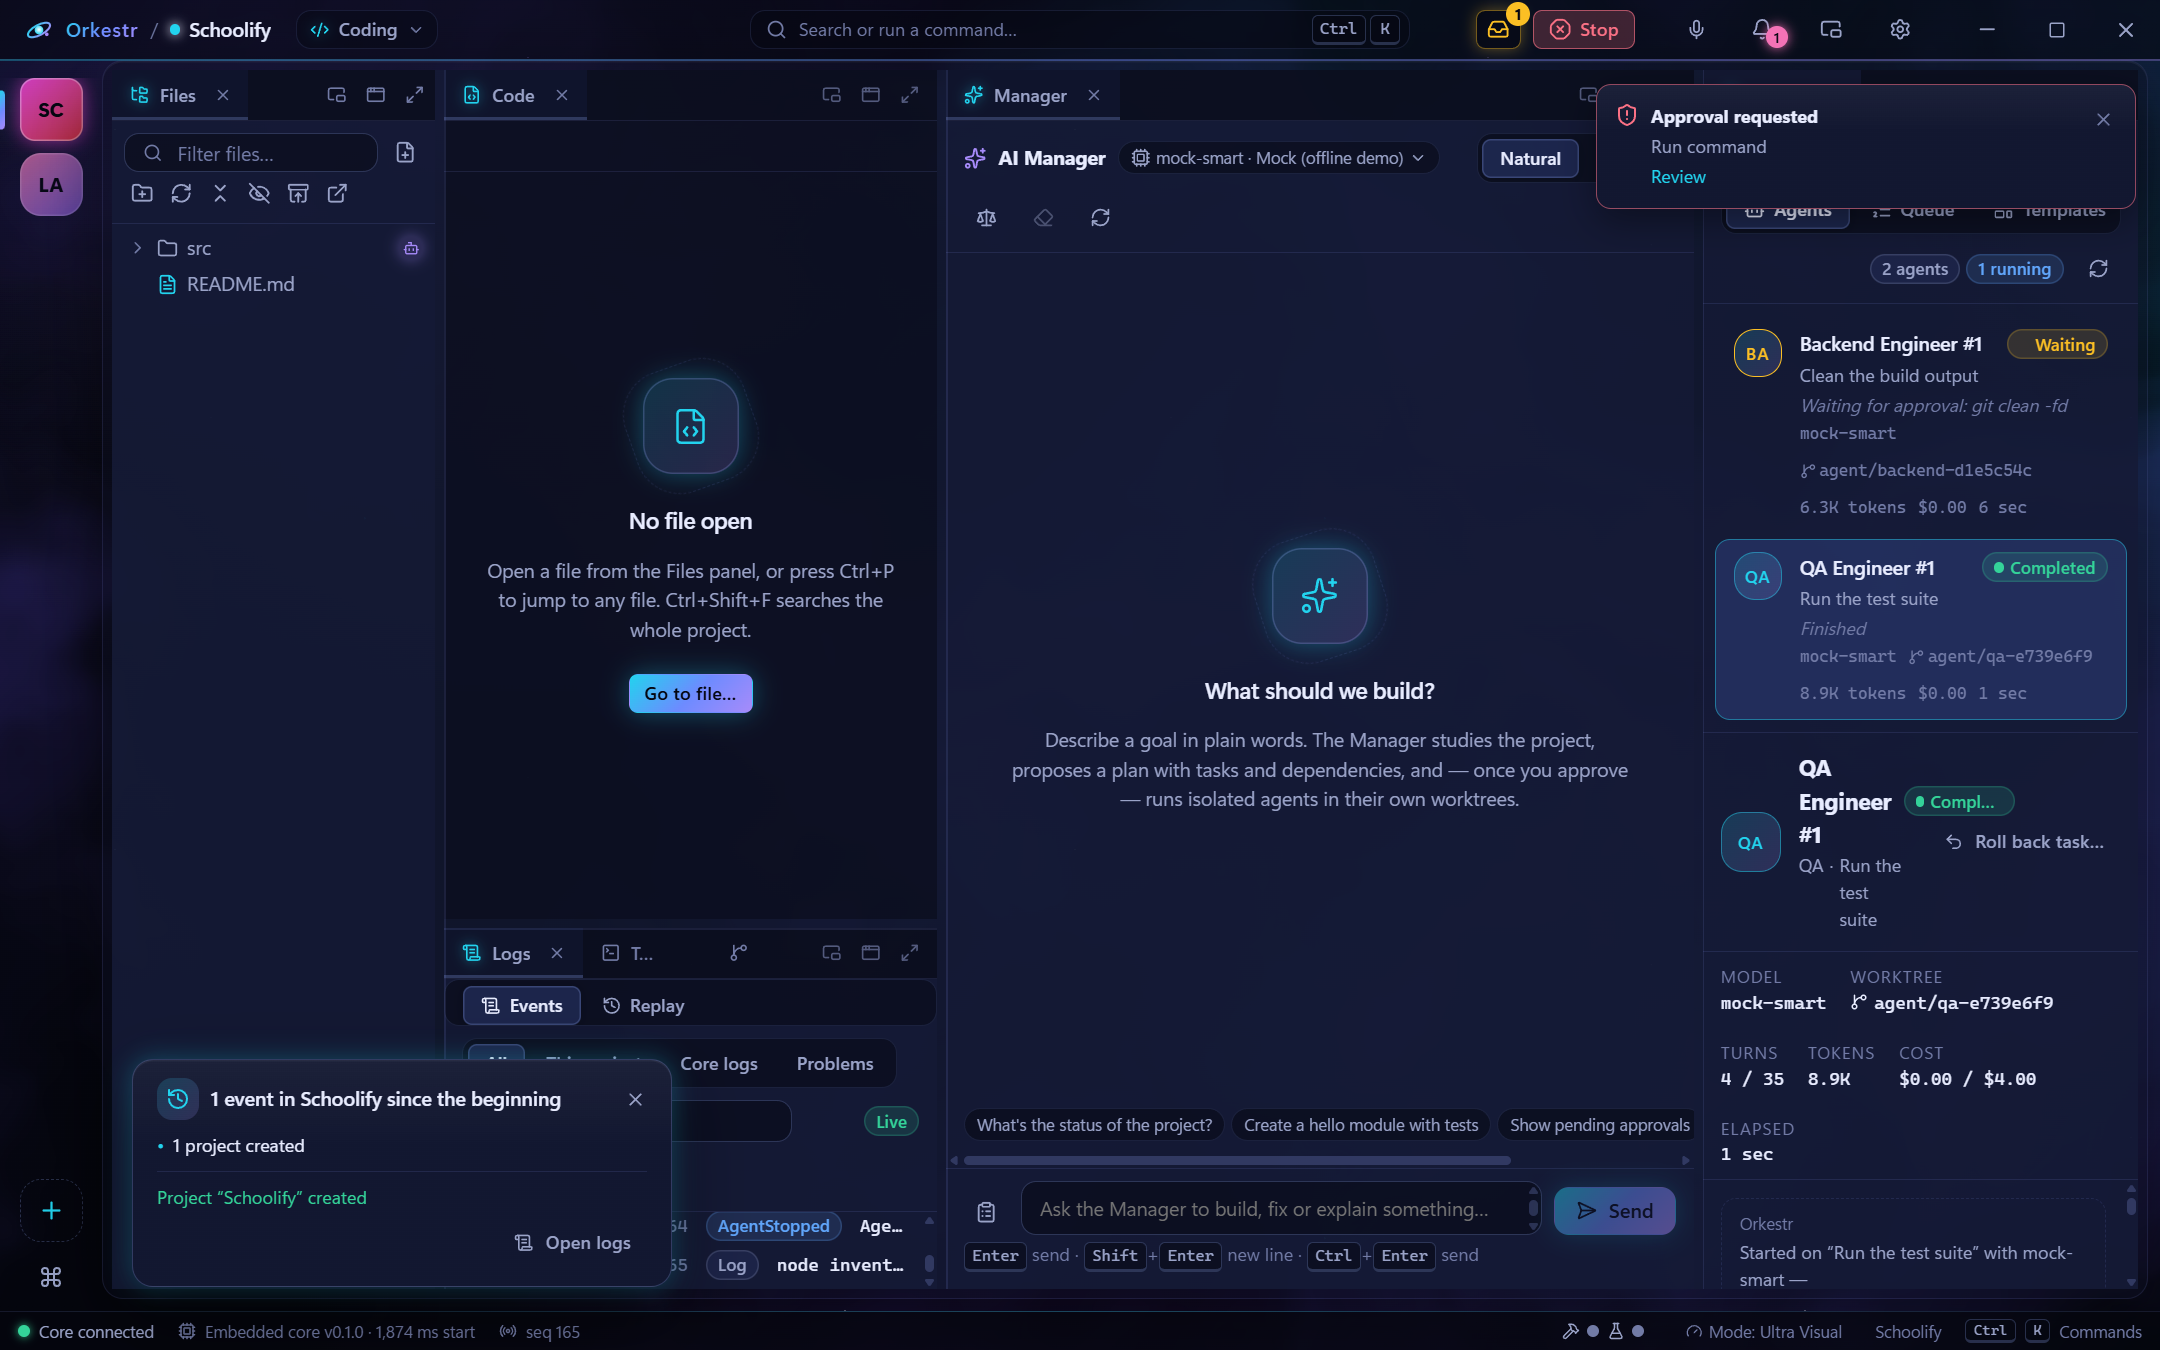 Orkestr / Schoolify
Coding
Search or run a command...
Ctrl K
1
Stop
1
SC
LA
Files
Code
Manager
Filter files...
src
README.md
No file open
Open a file from the Files panel, or press Ctrl+P
to jump to any file. Ctrl+Shift+F searches the
whole project.
Go to file...
AI Manager
mock-smart · Mock (offline demo)
Natural
What should we build?
Describe a goal in plain words. The Manager studies the project,
proposes a plan with tasks and dependencies, and — once you approve
— runs isolated agents in their own worktrees.
What's the status of the project?
Create a hello module with tests
Show pending approvals
Ask the Manager to build, fix or explain something...
Send
Enter send · Shift + Enter new line · Ctrl + Enter send
Approval requested
Run command
Review
Agents
Queue
Templates
2 agents
1 running
BA
Backend Engineer #1
Waiting
Clean the build output
Waiting for approval: git clean -fd
mock-smart
agent/backend-d1e5c54c
6.3K tokens $0.00 6 sec
QA
QA Engineer #1
Completed
Run the test suite
Finished
mock-smart agent/qa-e739e6f9
8.9K tokens $0.00 1 sec
QA
QA
Engineer
#1
Compl...
Roll back task...
QA · Run the
test
suite
MODEL
WORKTREE
mock-smart
agent/qa-e739e6f9
TURNS
TOKENS
COST
4 / 35
8.9K
$0.00 / $4.00
ELAPSED
1 sec
Orkestr
Started on “Run the test suite” with mock-
smart —
Logs
T...
Events
Replay
Core logs
Problems
Live
64 AgentStopped Age...
65 Log node invent...
1 event in Schoolify since the beginning
• 1 project created
Project “Schoolify” created
Open logs
Core connected
Embedded core v0.1.0 · 1,874 ms start
seq 165
Mode: Ultra Visual
Schoolify
Ctrl K Commands